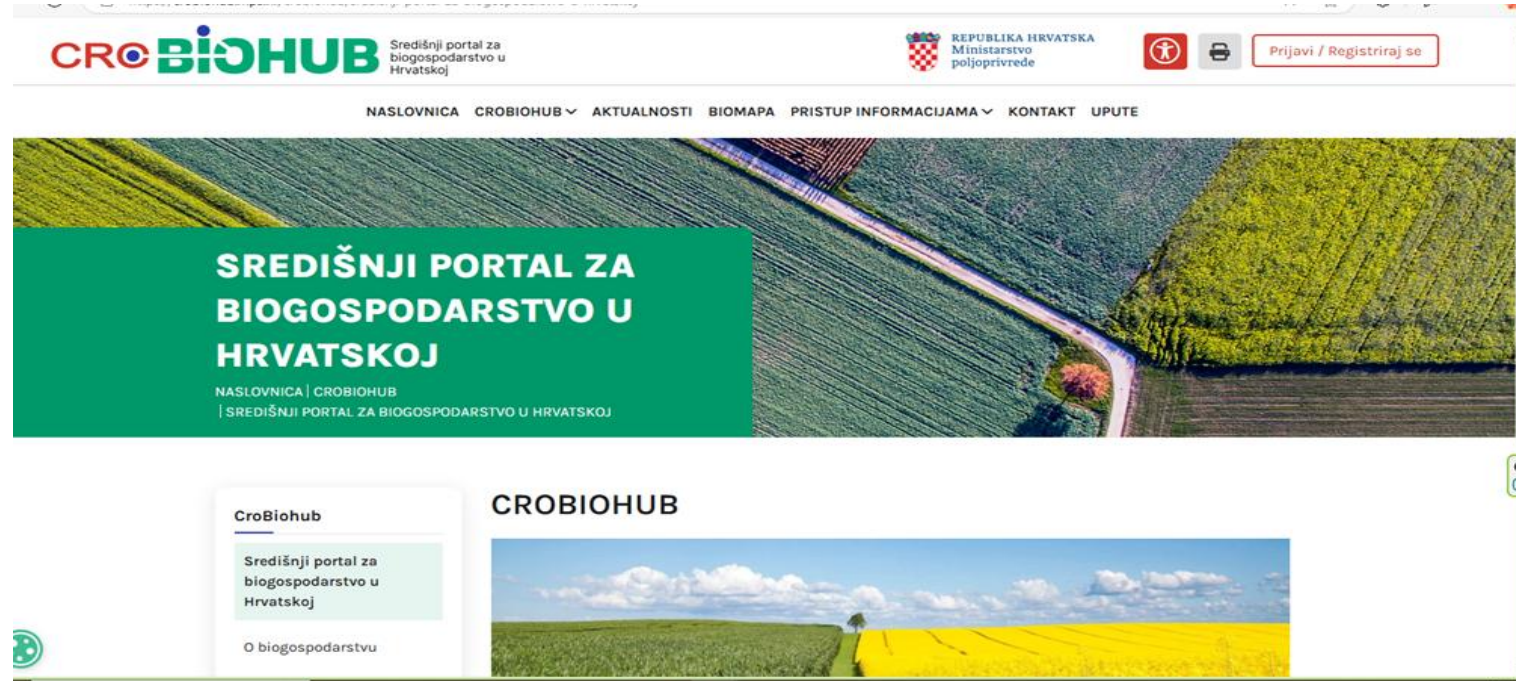 CRO BIOHUB
Središnji portal za
biogospodarstvo u
Hrvatskoj
REPUBLIKA HRVATSKA
Ministarstvo
poljoprivrede
Prijavi / Registriraj se
NASLOVNICA CROBIOHUB AKTUALNOSTI BIOMAPA PRISTUP INFORMACIJAMA KONTAKT UPUTE
SREDIŠNJI PORTAL ZA
BIOGOSPODARSTVO U
HRVATSKOJ
NASLOVNICA | CROBIOHUB
| SREDIŠNJI PORTAL ZA BIOGOSPODARSTVO U HRVATSKOJ
CroBiohub
Središnji portal za
biogospodarstvo u
Hrvatskoj
O biogospodarstvu
CROBIOHUB